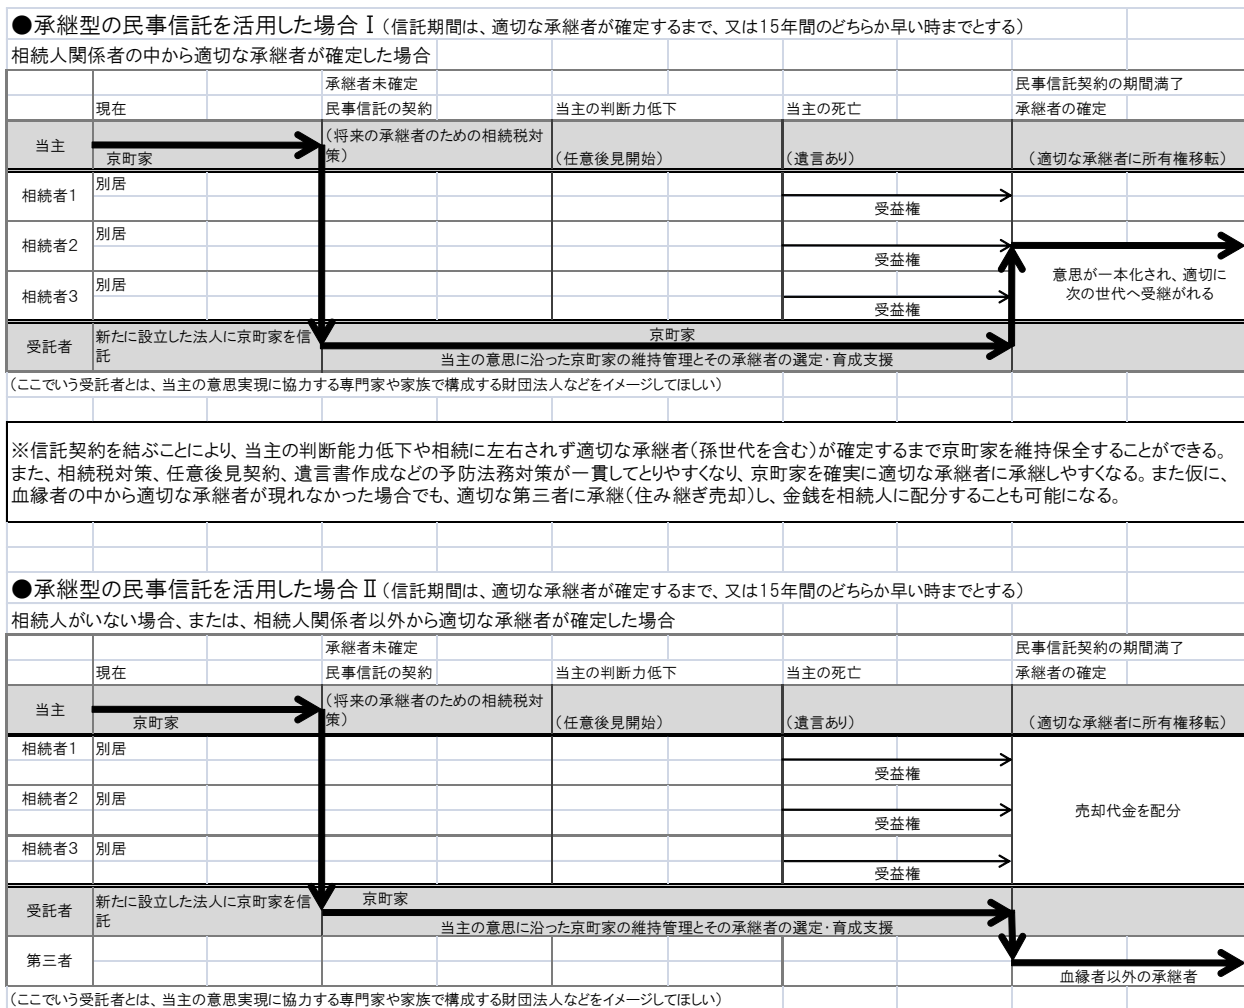 ●承継型の民事信託を活用した場合Ⅰ(信託期間は、適切な承継者が確定するまで、又は15年間のどちらか早い時までとする)
相続人関係者の中から適切な承継者が確定した場合
承継者未確定 民事信託契約の期間満了
現在 民事信託の契約 当主の判断力低下 当主の死亡 承継者の確定
当主 京町家 (将来の承継者のための相続税対
策) (任意後見開始) (遺言あり) (適切な承継者に所有権移転)
相続者1 別居
受益権
相続者2 別居
受益権
相続者3 別居
受益権
意思が一本化され、適切に
次の世代へ受継がれる
受託者 新たに設立した法人に京町家を信
託
京町家
当主の意思に沿った京町家の維持管理とその承継者の選定・育成支援
(ここでいう受託者とは、当主の意思実現に協力する専門家や家族で構成する財団法人などをイメージしてほしい)
※信託契約を結ぶことにより、当主の判断能力低下や相続に左右されず適切な承継者(孫世代を含む)が確定するまで京町家を維持保全することができる。
また、相続税対策、任意後見契約、遺言書作成などの予防法務対策が一貫してとりやすくなり、京町家を確実に適切な承継者に承継しやすくなる。また仮に、
血縁者の中から適切な承継者が現れなかった場合でも、適切な第三者に承継(住み継ぎ売却)し、金銭を相続人に配分することも可能になる。
●承継型の民事信託を活用した場合Ⅱ(信託期間は、適切な承継者が確定するまで、又は15年間のどちらか早い時までとする)
相続人がいない場合、または、相続人関係者以外から適切な承継者が確定した場合
承継者未確定 民事信託契約の期間満了
現在 民事信託の契約 当主の判断力低下 当主の死亡 承継者の確定
当主 京町家 (将来の承継者のための相続税対
策) (任意後見開始) (遺言あり) (適切な承継者に所有権移転)
相続者1 別居
受益権
相続者2 別居
受益権
相続者3 別居
受益権
売却代金を配分
受託者 新たに設立した法人に京町家を信
託
京町家
当主の意思に沿った京町家の維持管理とその承継者の選定・育成支援
第三者
血縁者以外の承継者
(ここでいう受託者とは、当主の意思実現に協力する専門家や家族で構成する財団法人などをイメージしてほしい)